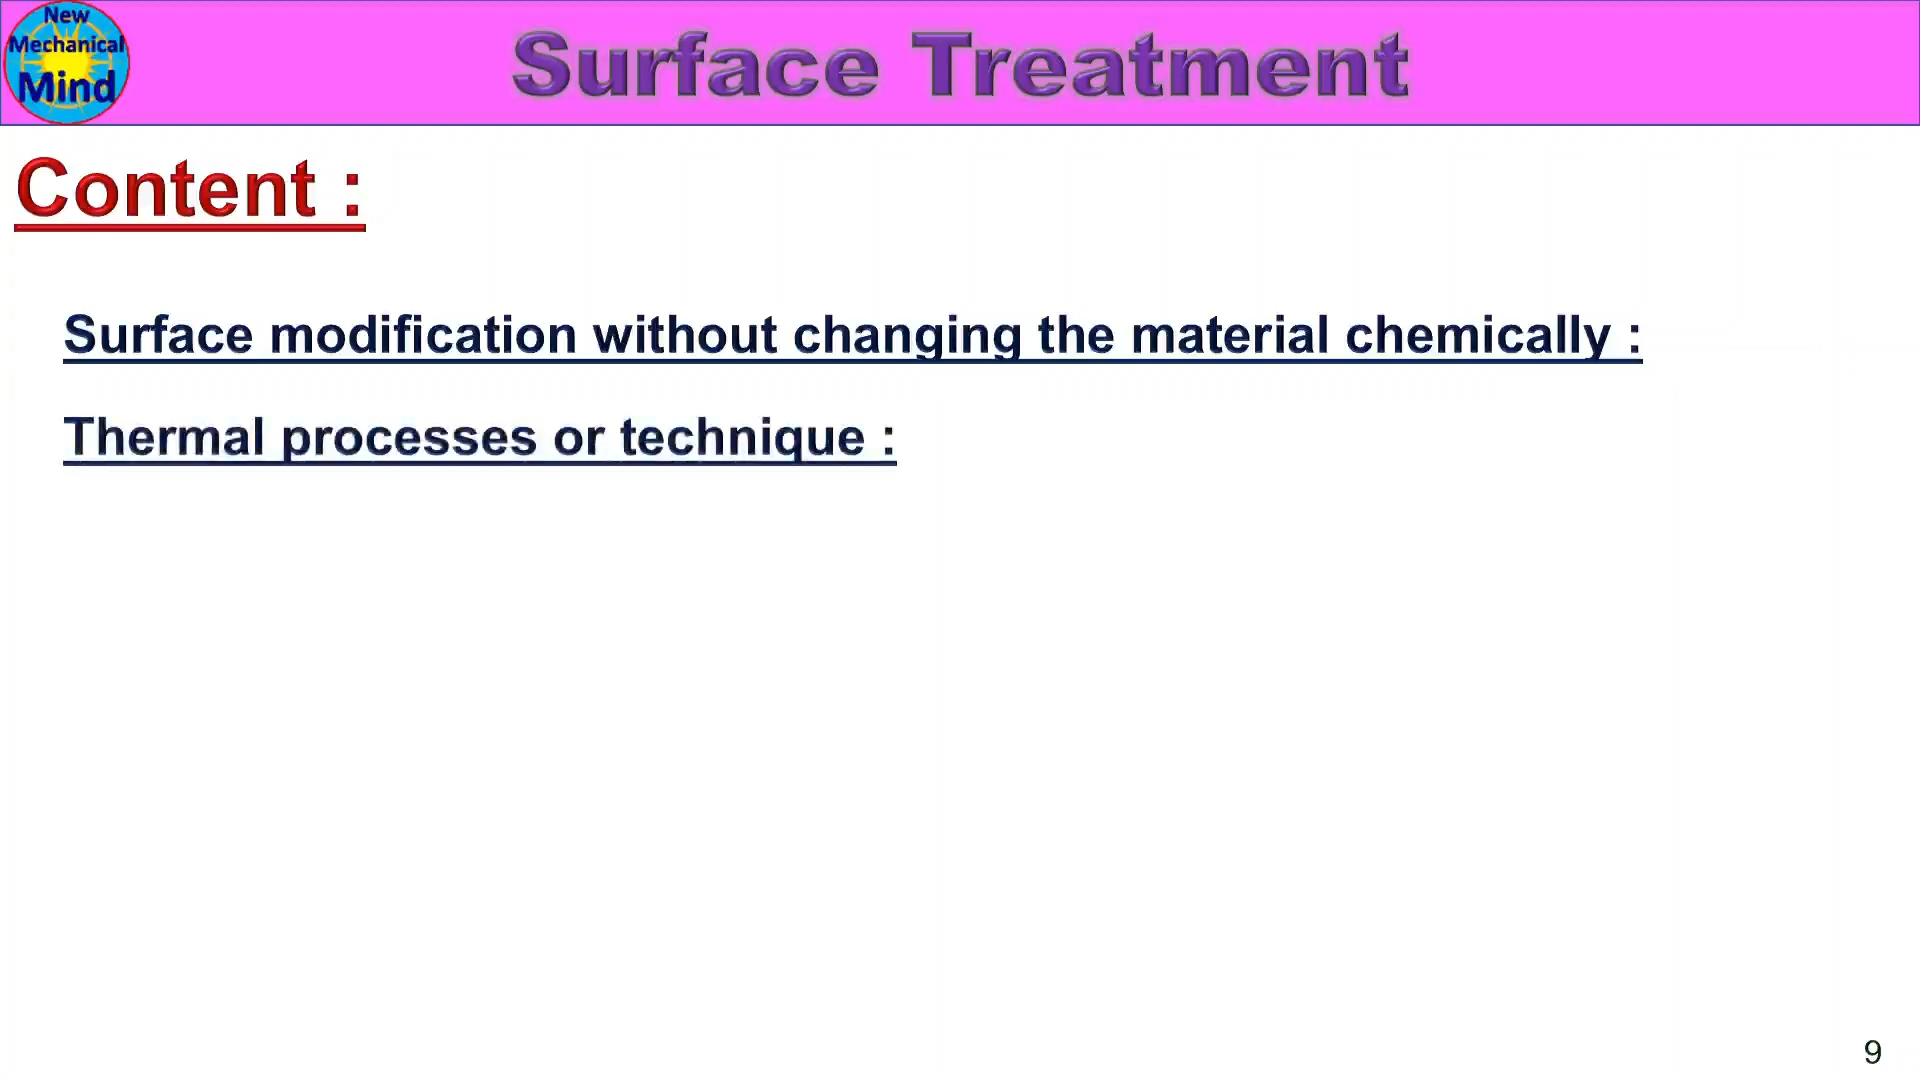 New
Mechanical
Mind
Surface Treatment
Content :
Surface modification without changing the material chemically :
Thermal processes or technique :
9